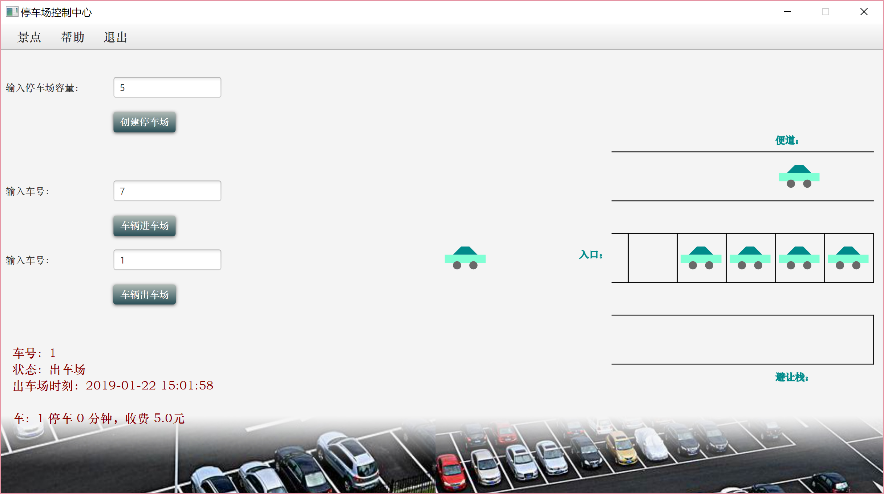 停车场控制中心
景点 帮助 退出
输入停车场容量: 5
创建停车场
便道:
输入车号: 7
车辆进车场
输入车号: 1
入口:
车辆出车场
车号: 1
状态: 出车场
避让栈:
出车场时刻: 2019-01-22 15:01:58
车: 1 停车 0 分钟, 收费 5.0元